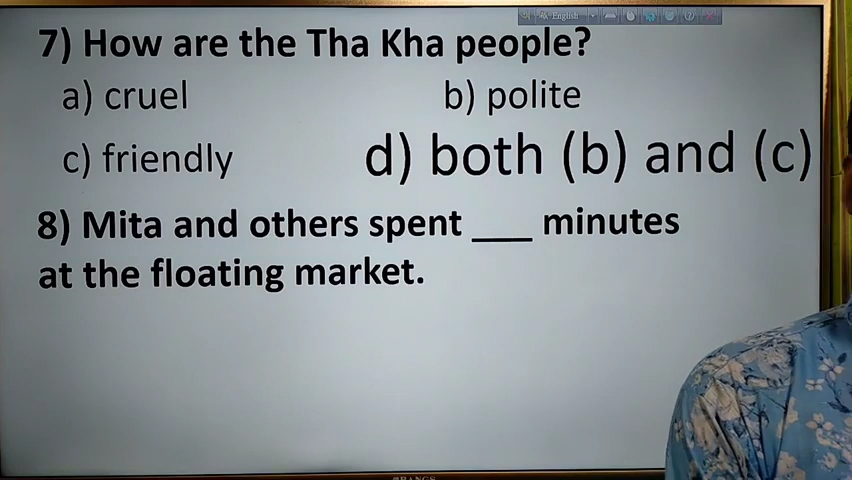 English
7) How are the Tha Kha people?
a) cruel b) polite
c) friendly d) both (b) and (c)
8) Mita and others spent ___ minutes
at the floating market.